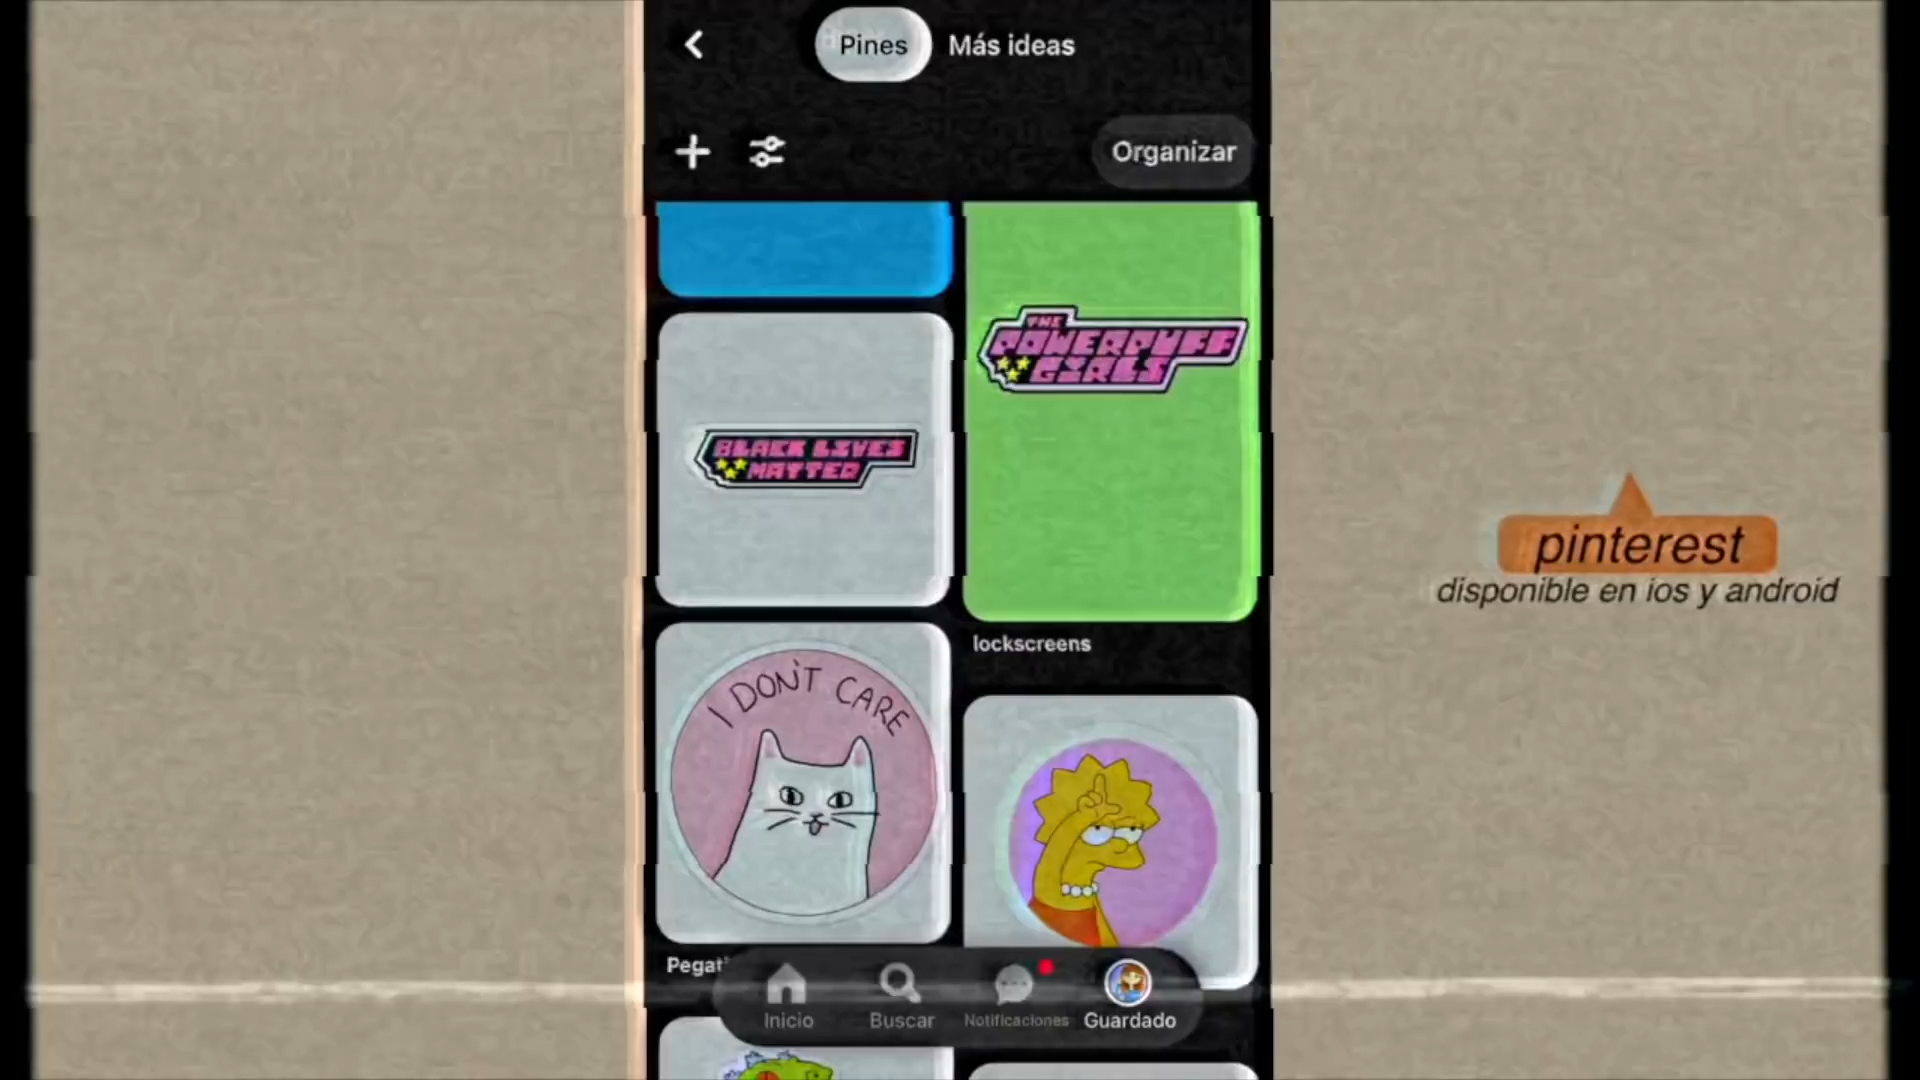 Pines
Más ideas
Organizar
THE
POWERPUFF
GIRLS
BLACK LIVES
MATTER
lockscreens
I DON'T CARE
pinterest
disponible en ios y android
Inicio
Buscar
Notificaciones
Guardado